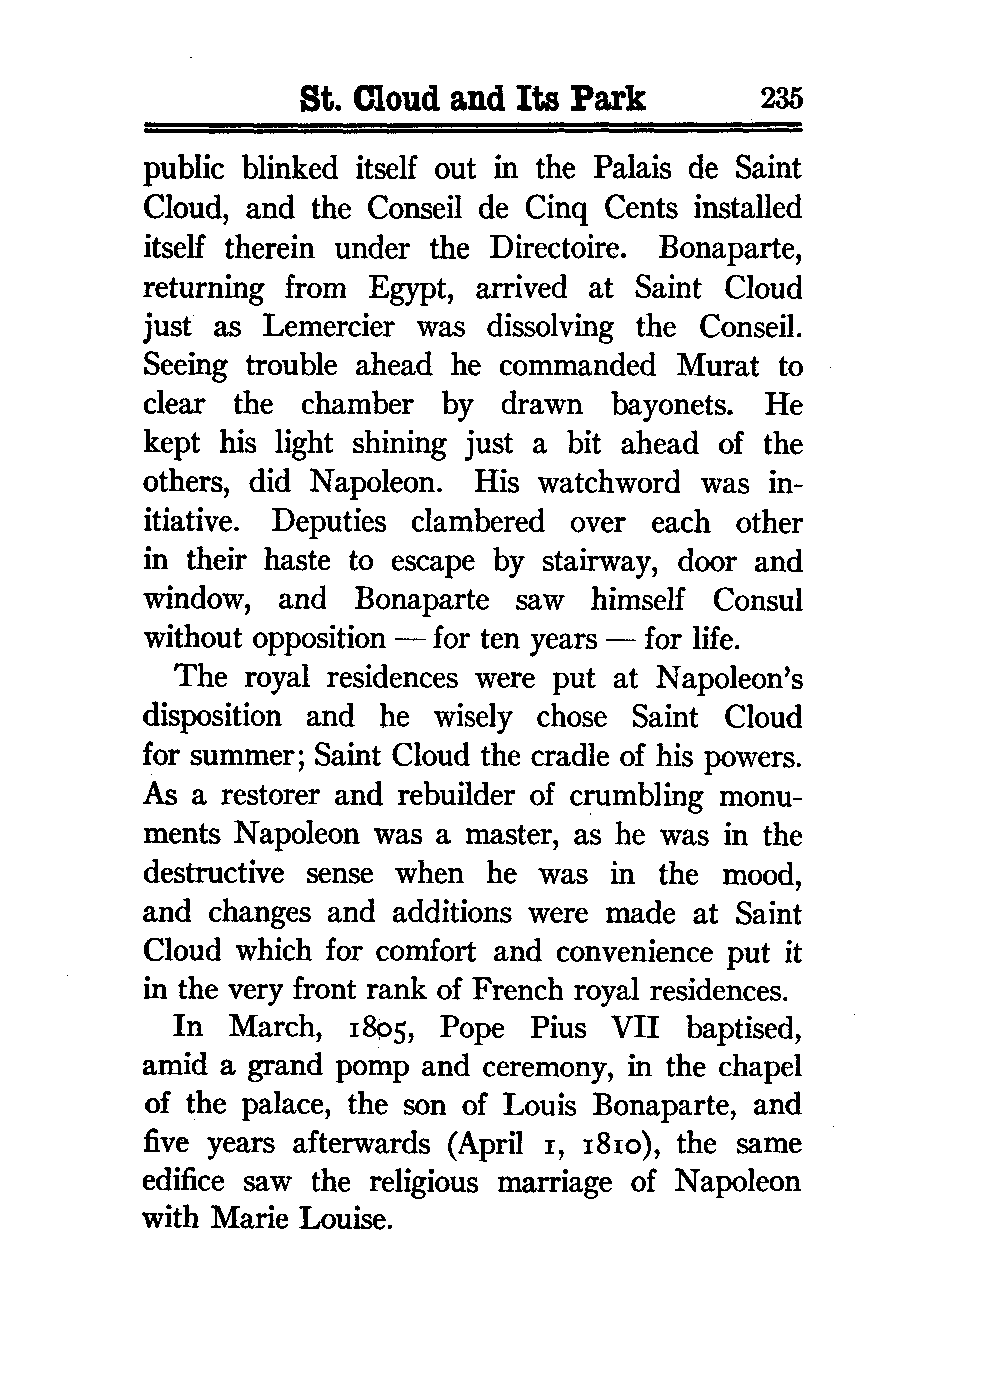 St. Cloud and Its Park 235
public blinked itself out in the Palais de Saint
Cloud, and the Conseil de Cinq Cents installed
itself therein under the Directoire. Bonaparte,
returning from Egypt, arrived at Saint Cloud
just as Lemercier was dissolving the Conseil.
Seeing trouble ahead he commanded Murat to
clear the chamber by drawn bayonets. He
kept his light shining just a bit ahead of the
others, did Napoleon. His watchword was in-
itiative. Deputies clambered over each other
in their haste to escape by stairway, door and
window, and Bonaparte saw himself Consul
without opposition — for ten years — for life.
The royal residences were put at Napoleon's
disposition and he wisely chose Saint Cloud
for summer; Saint Cloud the cradle of his powers.
As a restorer and rebuilder of crumbling monu-
ments Napoleon was a master, as he was in the
destructive sense when he was in the mood,
and changes and additions were made at Saint
Cloud which for comfort and convenience put it
in the very front rank of French royal residences.
In March, 1805, Pope Pius VII baptised,
amid a grand pomp and ceremony, in the chapel
of the palace, the son of Louis Bonaparte, and
five years afterwards (April 1, 1810), the same
edifice saw the religious marriage of Napoleon
with Marie Louise.